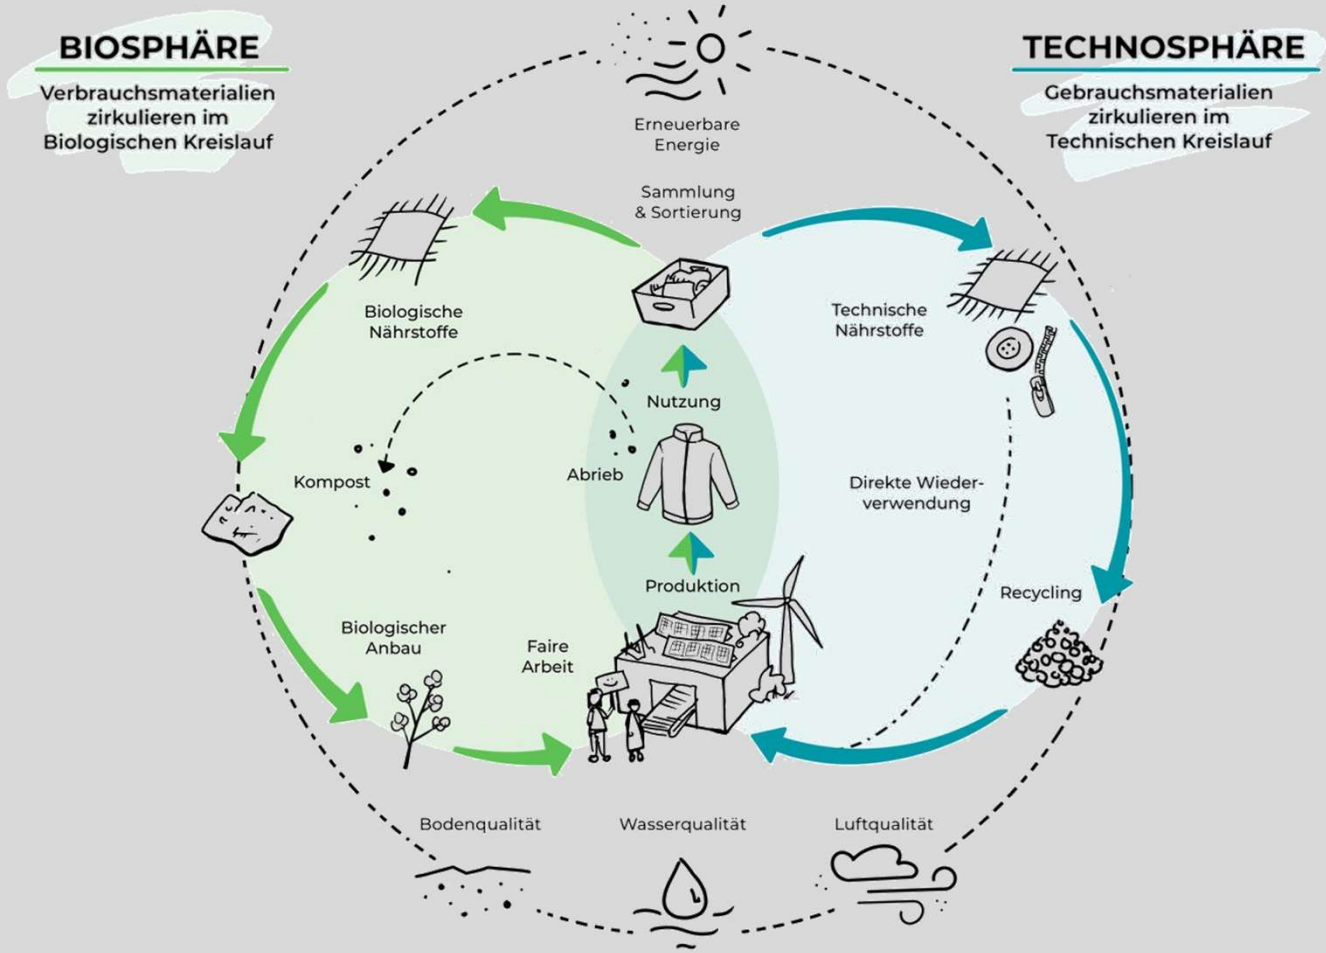 BIOSPHÄRE
Verbrauchsmaterialien
zirkulieren im
Biologischen Kreislauf
TECHNOSPHÄRE
Gebrauchsmaterialien
zirkulieren im
Technischen Kreislauf
Erneuerbare
Energie
Sammlung
& Sortierung
Biologische
Nährstoffe
Technische
Nährstoffe
Nutzung
Kompost
Abrieb
Direkte Wieder-
verwendung
Produktion
Recycling
Biologischer
Anbau
Faire
Arbeit
Bodenqualität
Wasserqualität
Luftqualität